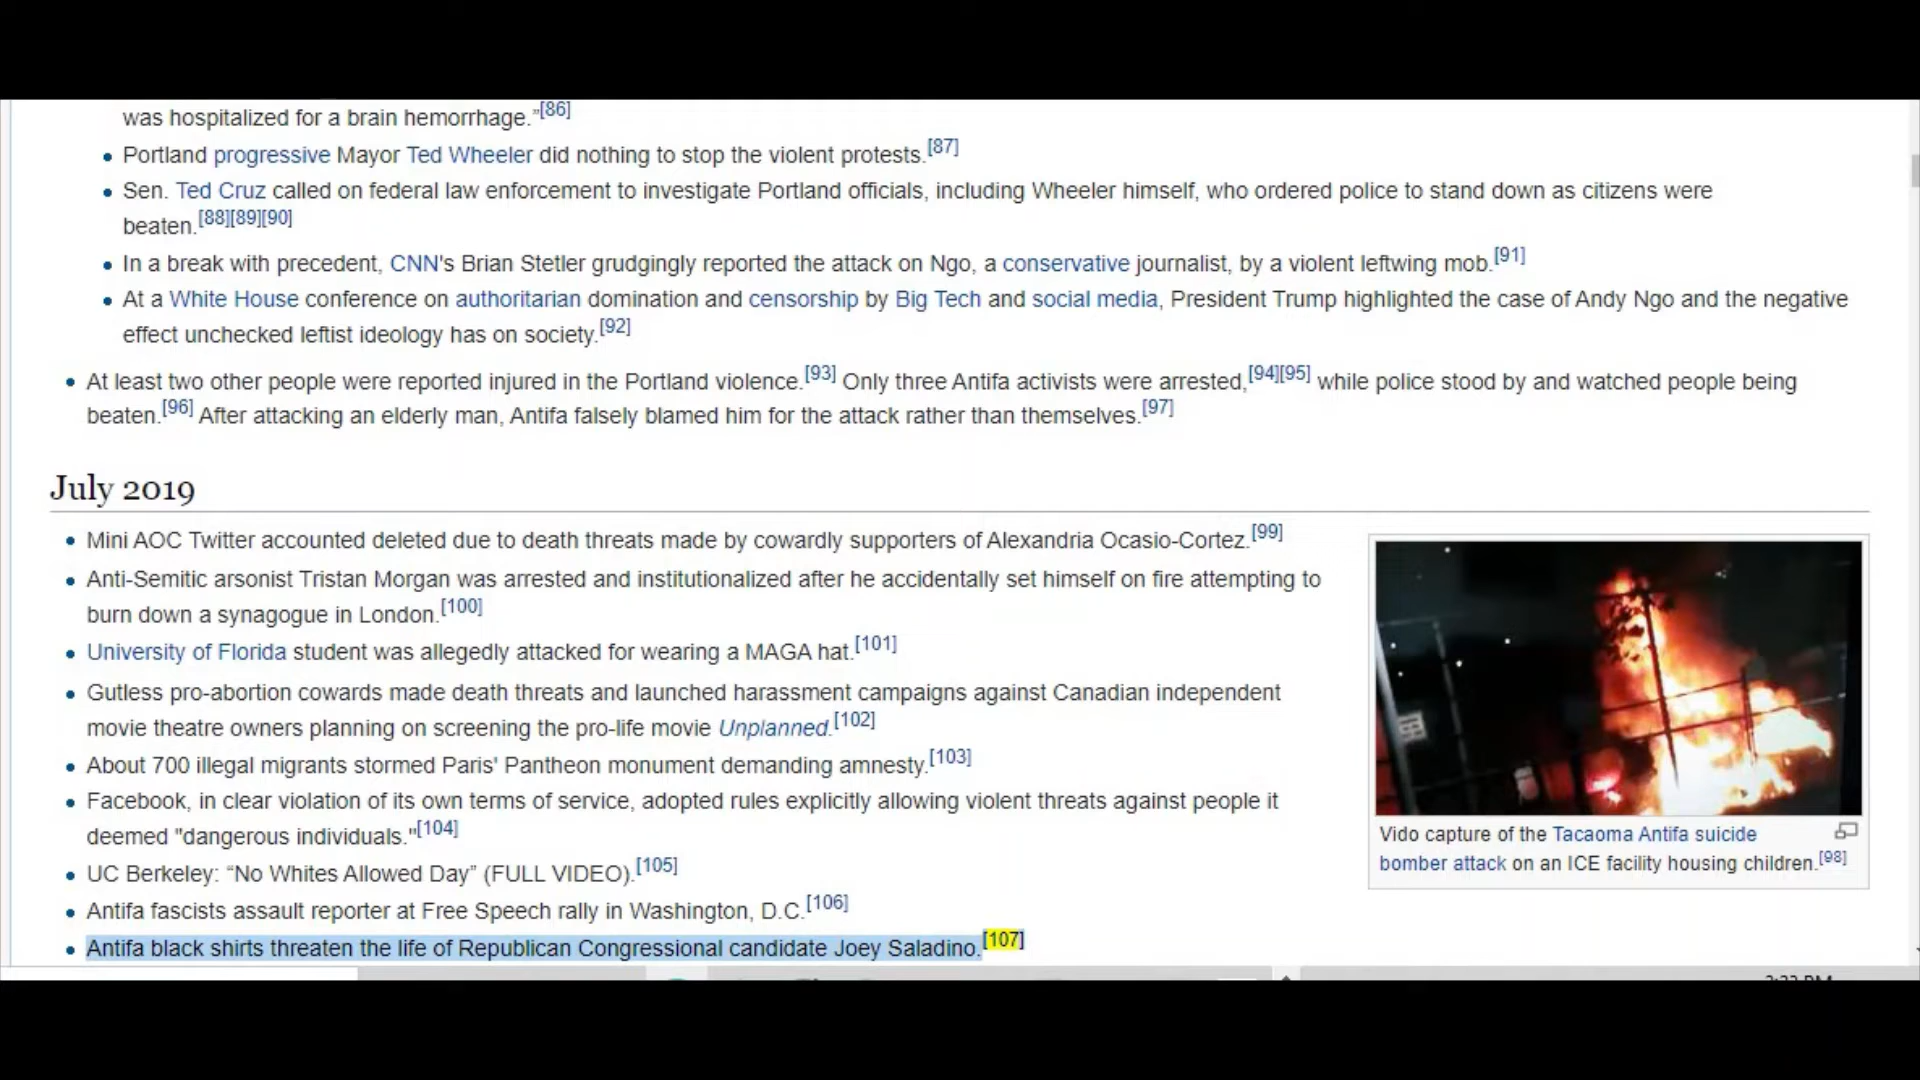 was hospitalized for a brain hemorrhage."[86]
Portland progressive Mayor Ted Wheeler did nothing to stop the violent protests.[87]
Sen. Ted Cruz called on federal law enforcement to investigate Portland officials, including Wheeler himself, who ordered police to stand down as citizens were
beaten.[88][89][90]
In a break with precedent, CNN's Brian Stetler grudgingly reported the attack on Ngo, a conservative journalist, by a violent leftwing mob.[91]
At a White House conference on authoritarian domination and censorship by Big Tech and social media, President Trump highlighted the case of Andy Ngo and the negative
effect unchecked leftist ideology has on society.[92]
At least two other people were reported injured in the Portland violence.[93] Only three Antifa activists were arrested,[94][95] while police stood by and watched people being
beaten.[96] After attacking an elderly man, Antifa falsely blamed him for the attack rather than themselves.[97]
July 2019
Mini AOC Twitter accounted deleted due to death threats made by cowardly supporters of Alexandria Ocasio-Cortez.[99]
Anti-Semitic arsonist Tristan Morgan was arrested and institutionalized after he accidentally set himself on fire attempting to
burn down a synagogue in London.[100]
University of Florida student was allegedly attacked for wearing a MAGA hat.[101]
Gutless pro-abortion cowards made death threats and launched harassment campaigns against Canadian independent
movie theatre owners planning on screening the pro-life movie Unplanned.[102]
About 700 illegal migrants stormed Paris' Pantheon monument demanding amnesty.[103]
Facebook, in clear violation of its own terms of service, adopted rules explicitly allowing violent threats against people it
deemed "dangerous individuals."[104]
UC Berkeley: “No Whites Allowed Day” (FULL VIDEO).[105]
Antifa fascists assault reporter at Free Speech rally in Washington, D.C.[106]
Antifa black shirts threaten the life of Republican Congressional candidate Joey Saladino.[107]
Vido capture of the Tacaoma Antifa suicide
bomber attack on an ICE facility housing children.[98]